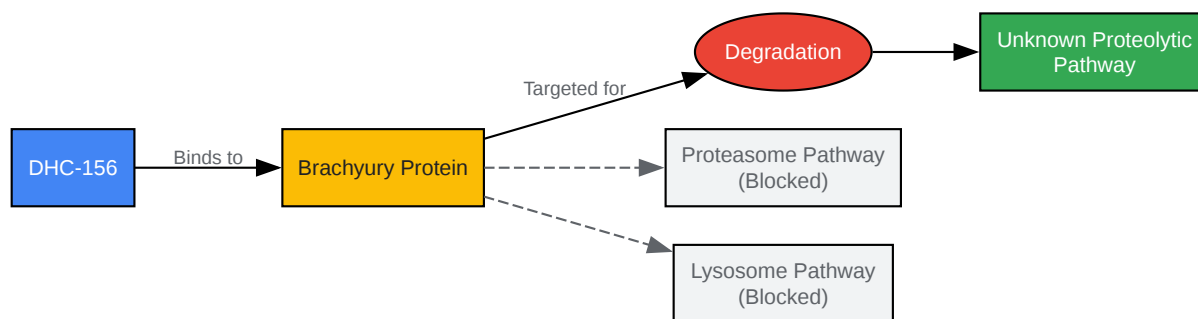 DHC-156
Binds to
Brachyury Protein
Targeted for
Degradation
Unknown Proteolytic
Pathway
Proteasome Pathway
(Blocked)
Lysosome Pathway
(Blocked)